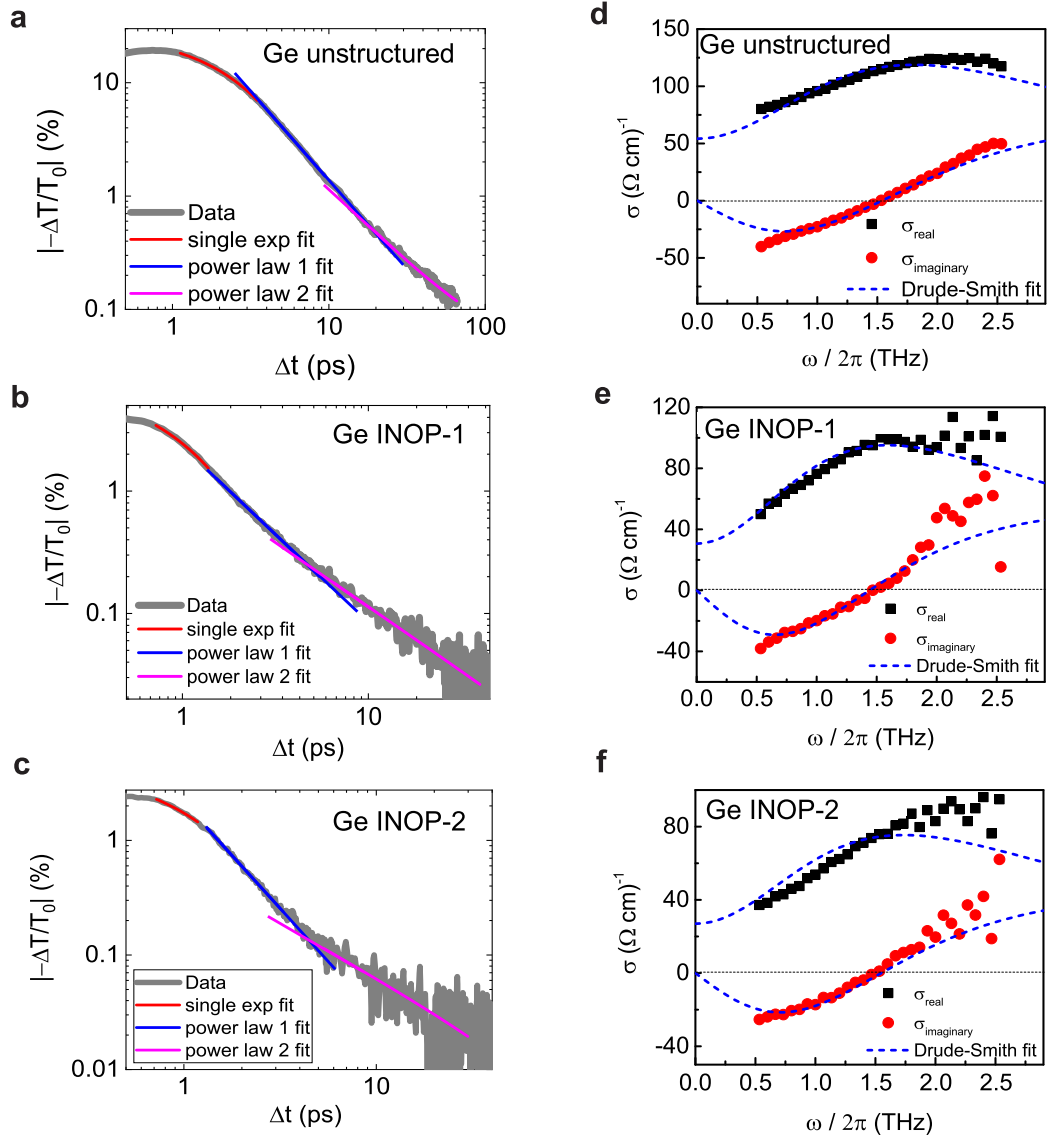 a
Ge unstructured
|−ΔT/T0| (%)
10
1
0.1
Data
single exp fit
power law 1 fit
power law 2 fit
1
10
100
Δt (ps)
d
Ge unstructured
σ (Ω cm)-1
150
100
50
0
-50
σreal
σimaginary
Drude-Smith fit
0.0
0.5
1.0
1.5
2.0
2.5
ω / 2π (THz)
b
Ge INOP-1
|−ΔT/T0| (%)
1
0.1
Data
single exp fit
power law 1 fit
power law 2 fit
1
10
Δt (ps)
e
Ge INOP-1
σ (Ω cm)-1
120
80
40
0
-40
σreal
σimaginary
Drude-Smith fit
0.0
0.5
1.0
1.5
2.0
2.5
ω / 2π (THz)
c
Ge INOP-2
|−ΔT/T0| (%)
1
0.1
0.01
Data
single exp fit
power law 1 fit
power law 2 fit
1
10
Δt (ps)
f
Ge INOP-2
σ (Ω cm)-1
80
40
0
-40
σreal
σimaginary
Drude-Smith fit
0.0
0.5
1.0
1.5
2.0
2.5
ω / 2π (THz)